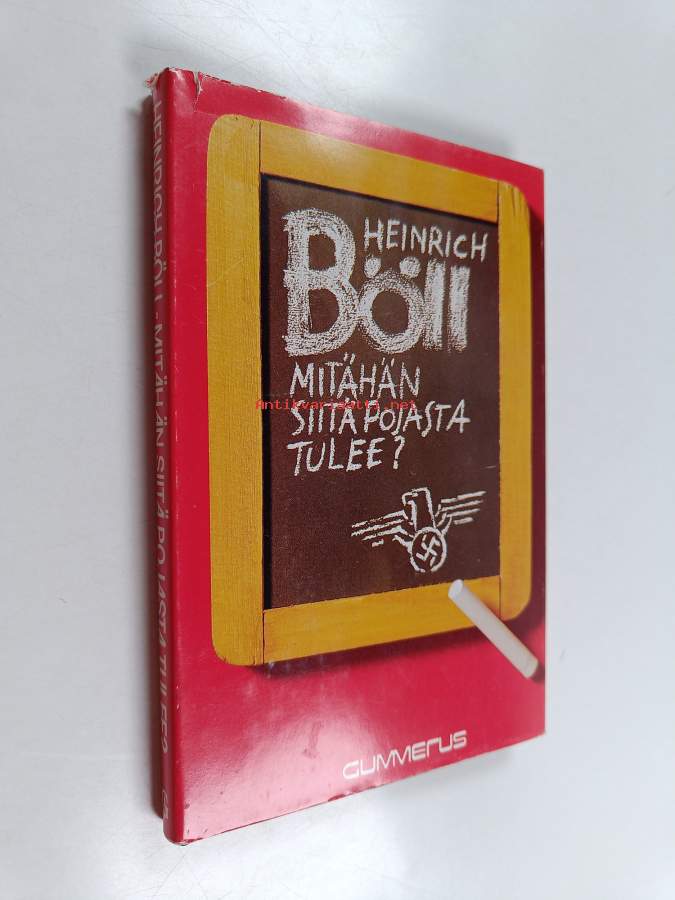 HEINRICH
Böll
MITÄHÄN
SIITÄ POJASTA
TULEE?
GUMMERUS
HEINRICH BÖLL - MITÄHÄN SIITÄ POJASTA TULEE?
Antikvariaatti.net